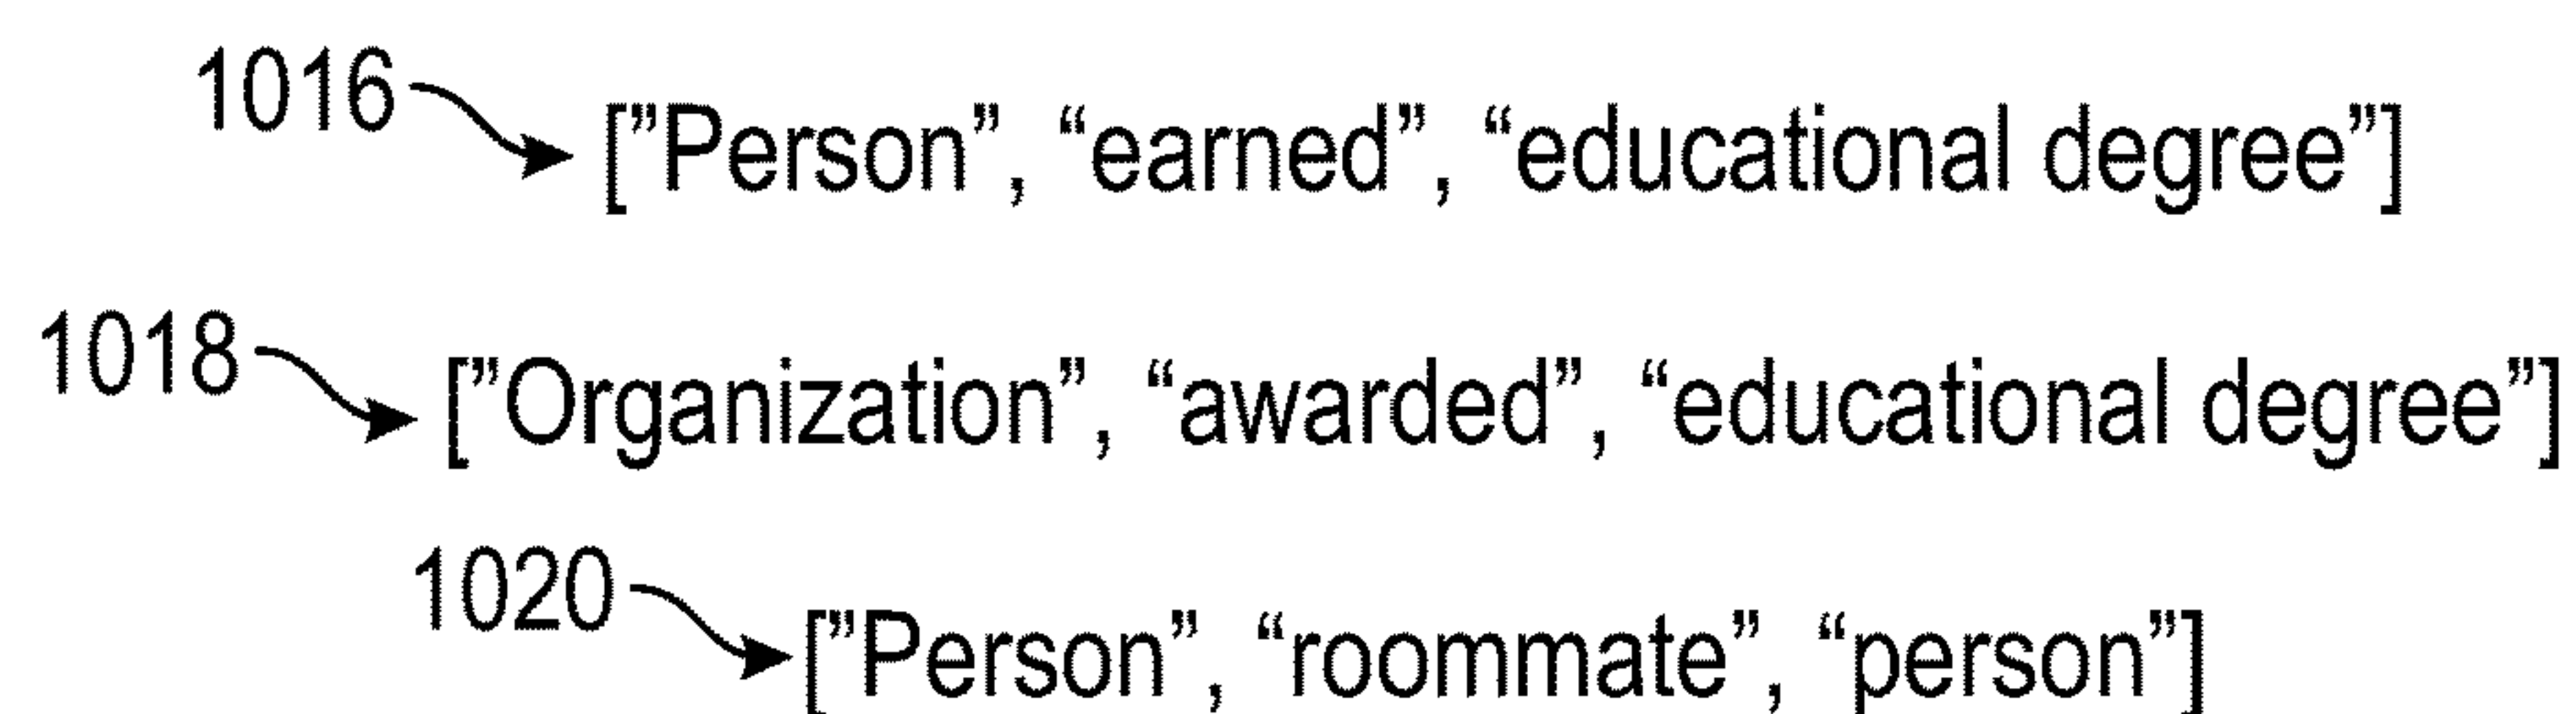 1016
[”Person”, “earned”, “educational degree”]
1018
[”Organization”, “awarded”, “educational degree”]
1020
[”Person”, “roommate”, “person”]